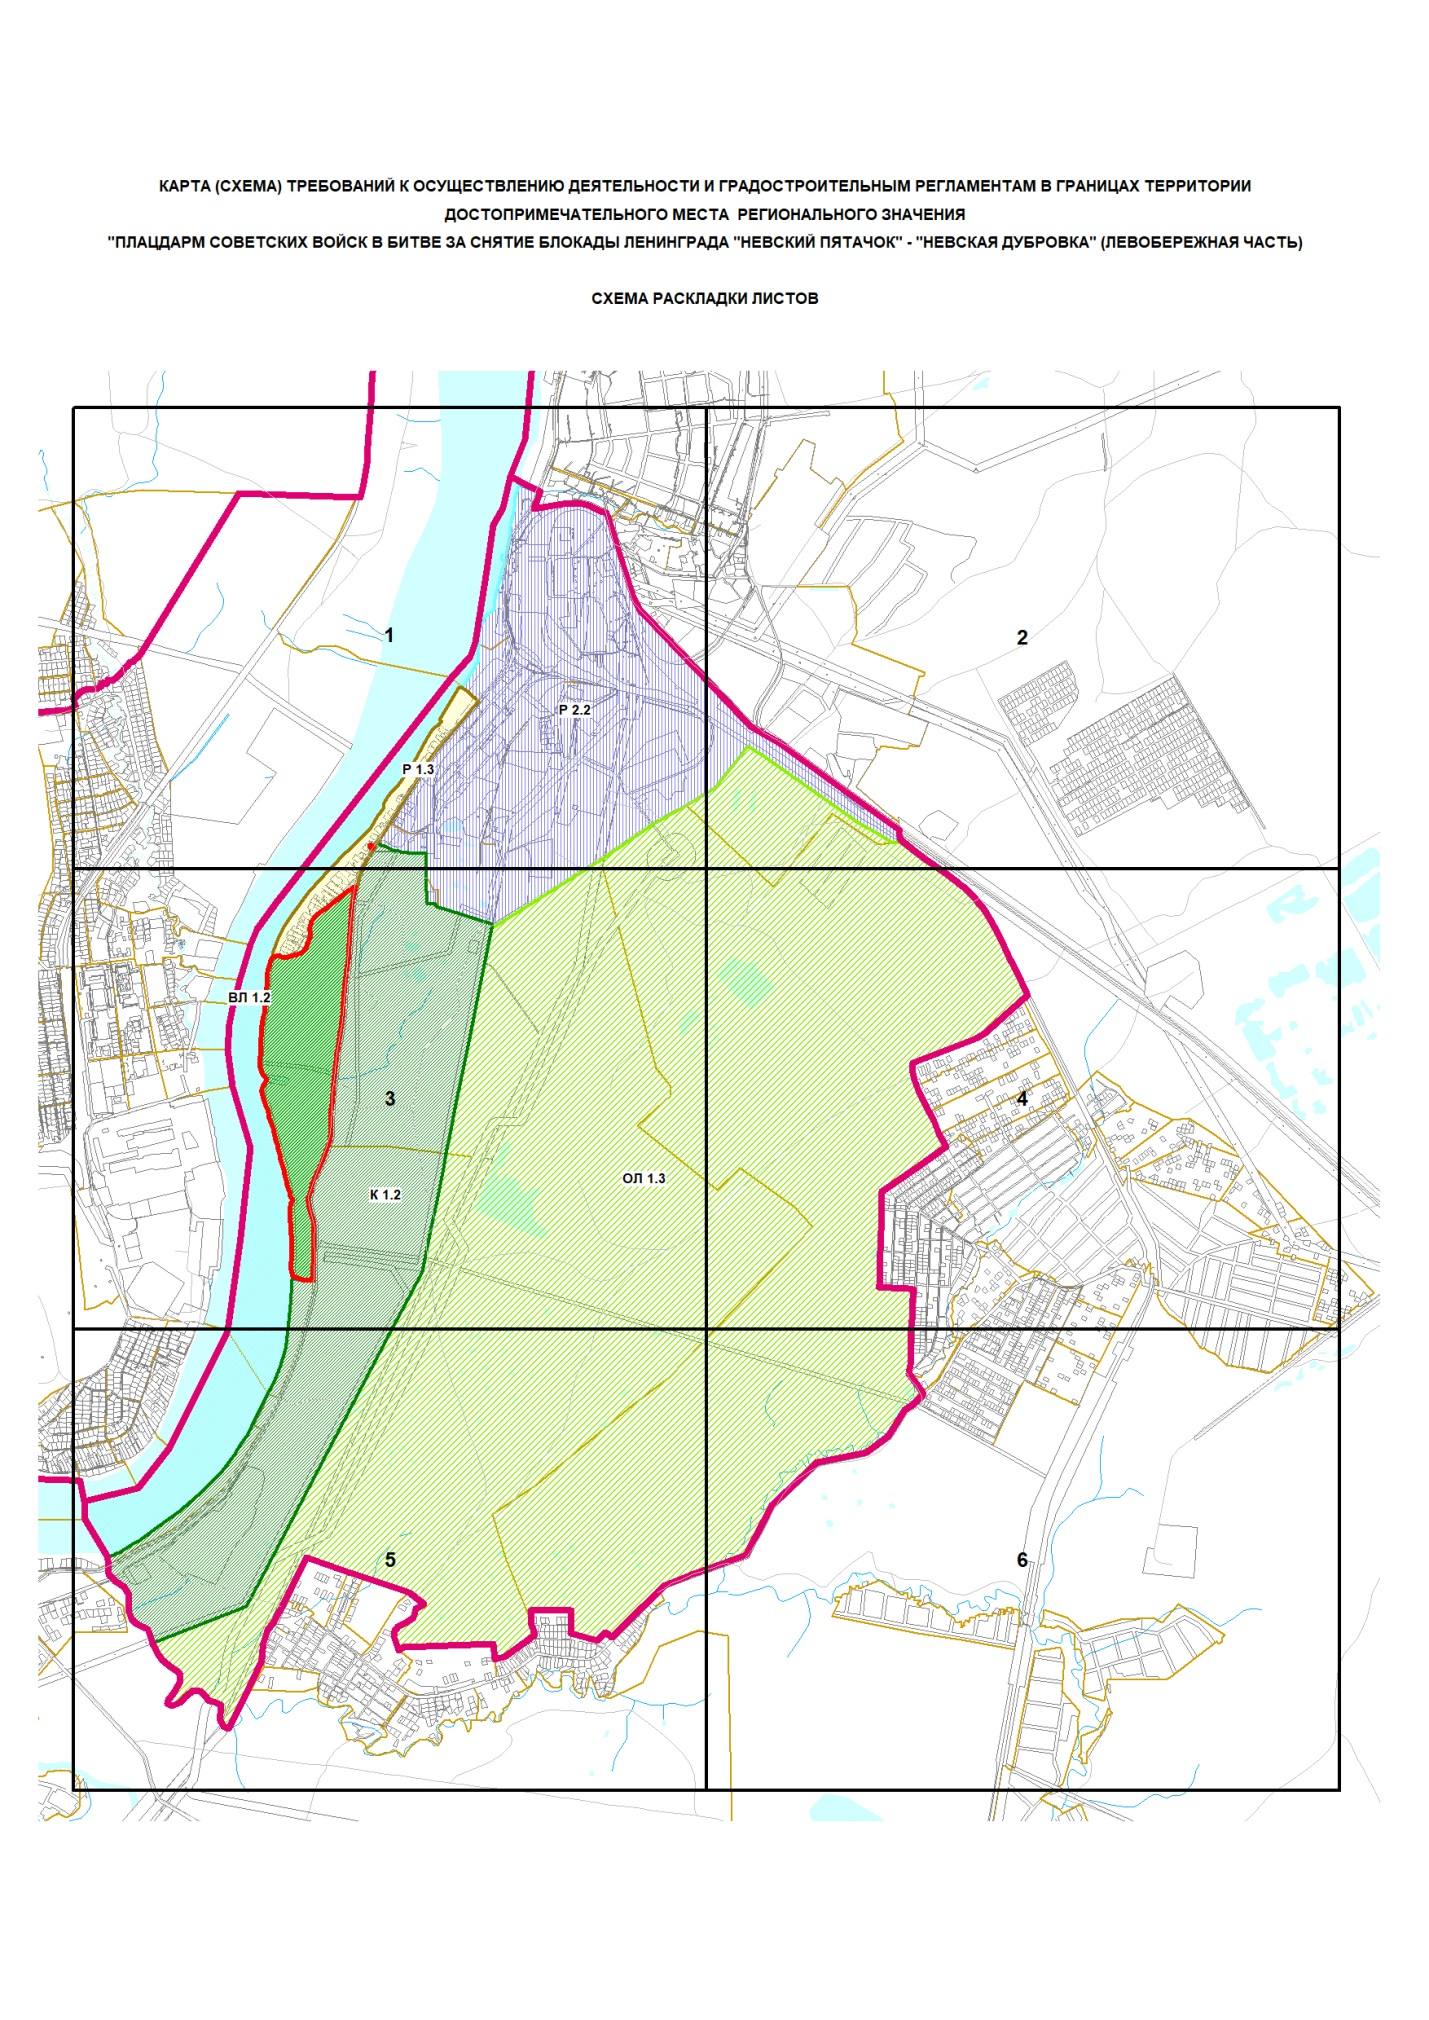 КАРТА (СХЕМА) ТРЕБОВАНИЙ К ОСУЩЕСТВЛЕНИЮ ДЕЯТЕЛЬНОСТИ И ГРАДОСТРОИТЕЛЬНЫМ РЕГЛАМЕНТАМ В ГРАНИЦАХ ТЕРРИТОРИИ
ДОСТОПРИМЕЧАТЕЛЬНОГО МЕСТА РЕГИОНАЛЬНОГО ЗНАЧЕНИЯ
"ПЛАЦДАРМ СОВЕТСКИХ ВОЙСК В БИТВЕ ЗА СНЯТИЕ БЛОКАДЫ ЛЕНИНГРАДА "НЕВСКИЙ ПЯТАЧОК" - "НЕВСКАЯ ДУБРОВКА" (ЛЕВОБЕРЕЖНАЯ ЧАСТЬ)
СХЕМА РАСКЛАДКИ ЛИСТОВ
1
2
Р 2.2
Р 1.3
ВЛ 1.2
3
4
ОЛ 1.3
К 1.2
5
6